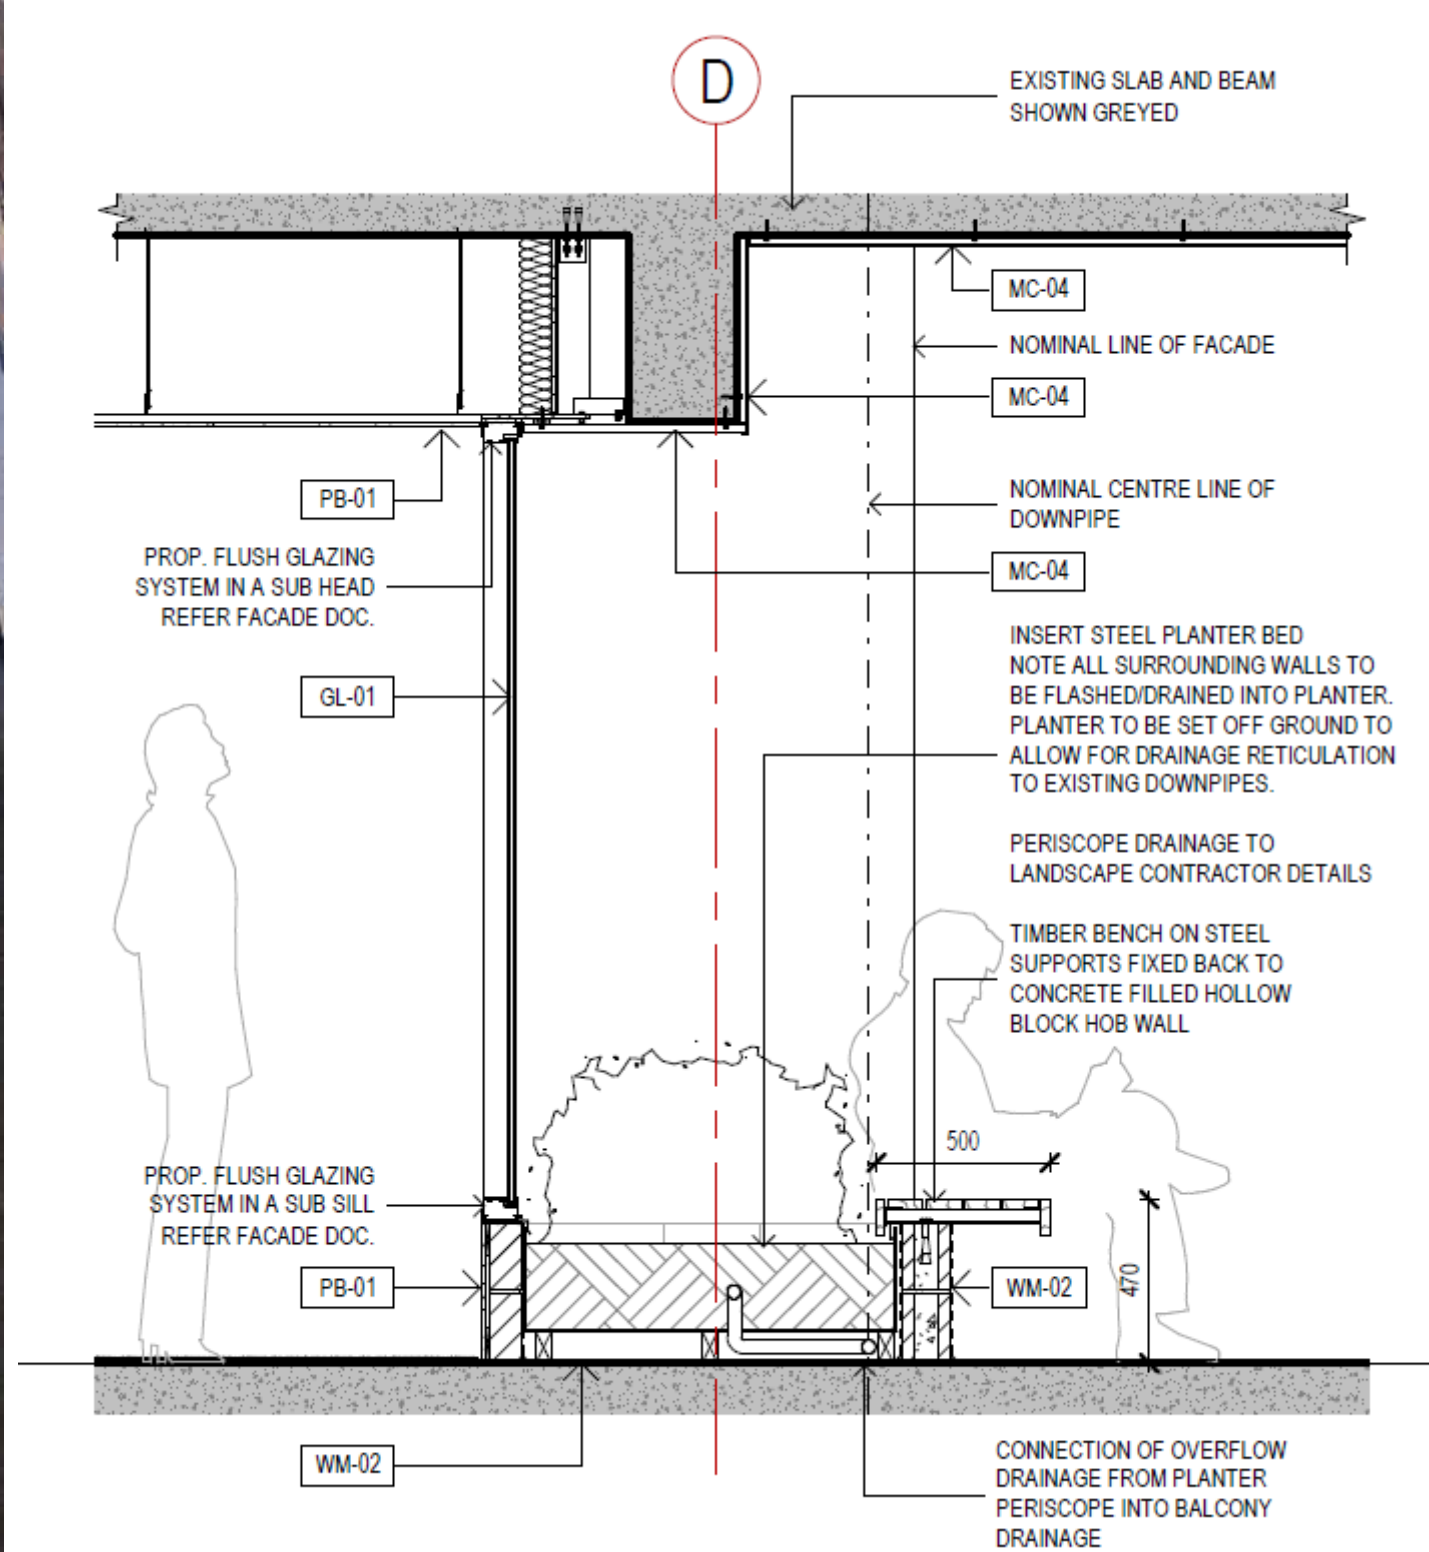 D
EXISTING SLAB AND BEAM
SHOWN GREYED
MC-04
NOMINAL LINE OF FACADE
MC-04
NOMINAL CENTRE LINE OF
DOWNPIPE
MC-04
PB-01
PROP. FLUSH GLAZING
SYSTEM IN A SUB HEAD
REFER FACADE DOC.
GL-01
INSERT STEEL PLANTER BED
NOTE ALL SURROUNDING WALLS TO
BE FLASHED/DRAINED INTO PLANTER.
PLANTER TO BE SET OFF GROUND TO
ALLOW FOR DRAINAGE RETICULATION
TO EXISTING DOWNPIPES.
PERISCOPE DRAINAGE TO
LANDSCAPE CONTRACTOR DETAILS
TIMBER BENCH ON STEEL
SUPPORTS FIXED BACK TO
CONCRETE FILLED HOLLOW
BLOCK HOB WALL
500
PROP. FLUSH GLAZING
SYSTEM IN A SUB SILL
REFER FACADE DOC.
PB-01
WM-02
470
WM-02
CONNECTION OF OVERFLOW
DRAINAGE FROM PLANTER
PERISCOPE INTO BALCONY
DRAINAGE